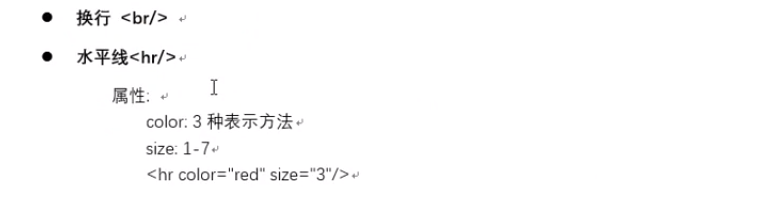 ● 换行 <br/>
● 水平线<hr/>
属性:
color: 3 种表示方法
size: 1-7
<hr color="red" size="3"/>